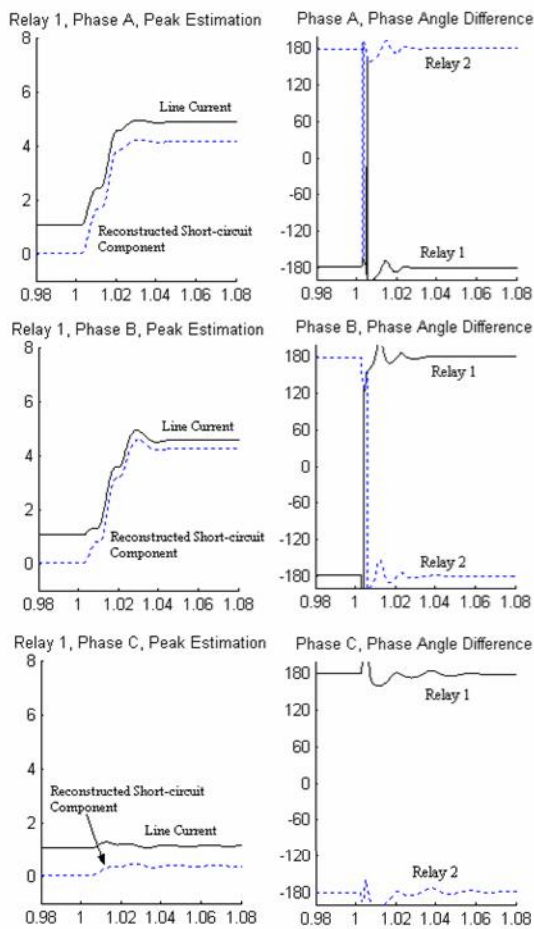 Relay 1, Phase A, Peak Estimation
8
6
4
2
0
Line Current
Reconstructed Short-circuit
Component
0.98 1 1.02 1.04 1.06 1.08
Phase A, Phase Angle Difference
180
120
60
0
-60
-120
-180
Relay 2
Relay 1
0.98 1 1.02 1.04 1.06 1.08
Relay 1, Phase B, Peak Estimation
8
6
4
2
0
Line Current
Reconstructed Short-circuit
Component
0.98 1 1.02 1.04 1.06 1.08
Phase B, Phase Angle Difference
180
120
60
0
-60
-120
-180
Relay 1
Relay 2
0.98 1 1.02 1.04 1.06 1.08
Relay 1, Phase C, Peak Estimation
8
6
4
2
0
Reconstructed Short-circuit
Component
Line Current
0.98 1 1.02 1.04 1.06 1.08
Phase C, Phase Angle Difference
180
120
60
0
-60
-120
-180
Relay 1
Relay 2
0.98 1 1.02 1.04 1.06 1.08